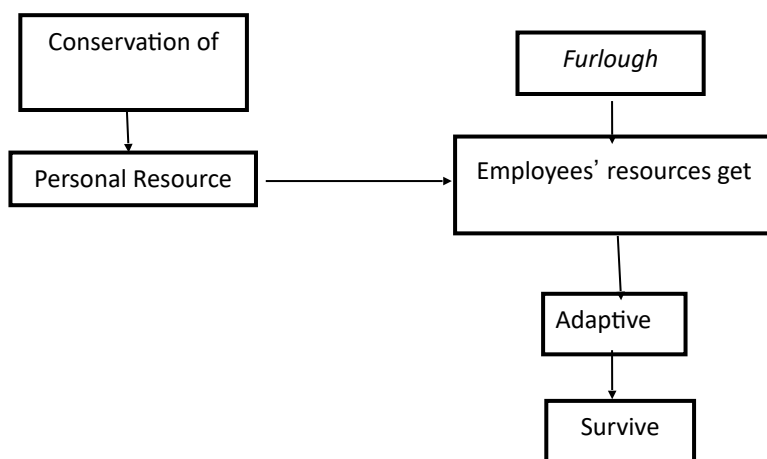 Conservation of
Furlough
Personal Resource
Employees’ resources get
Adaptive
Survive